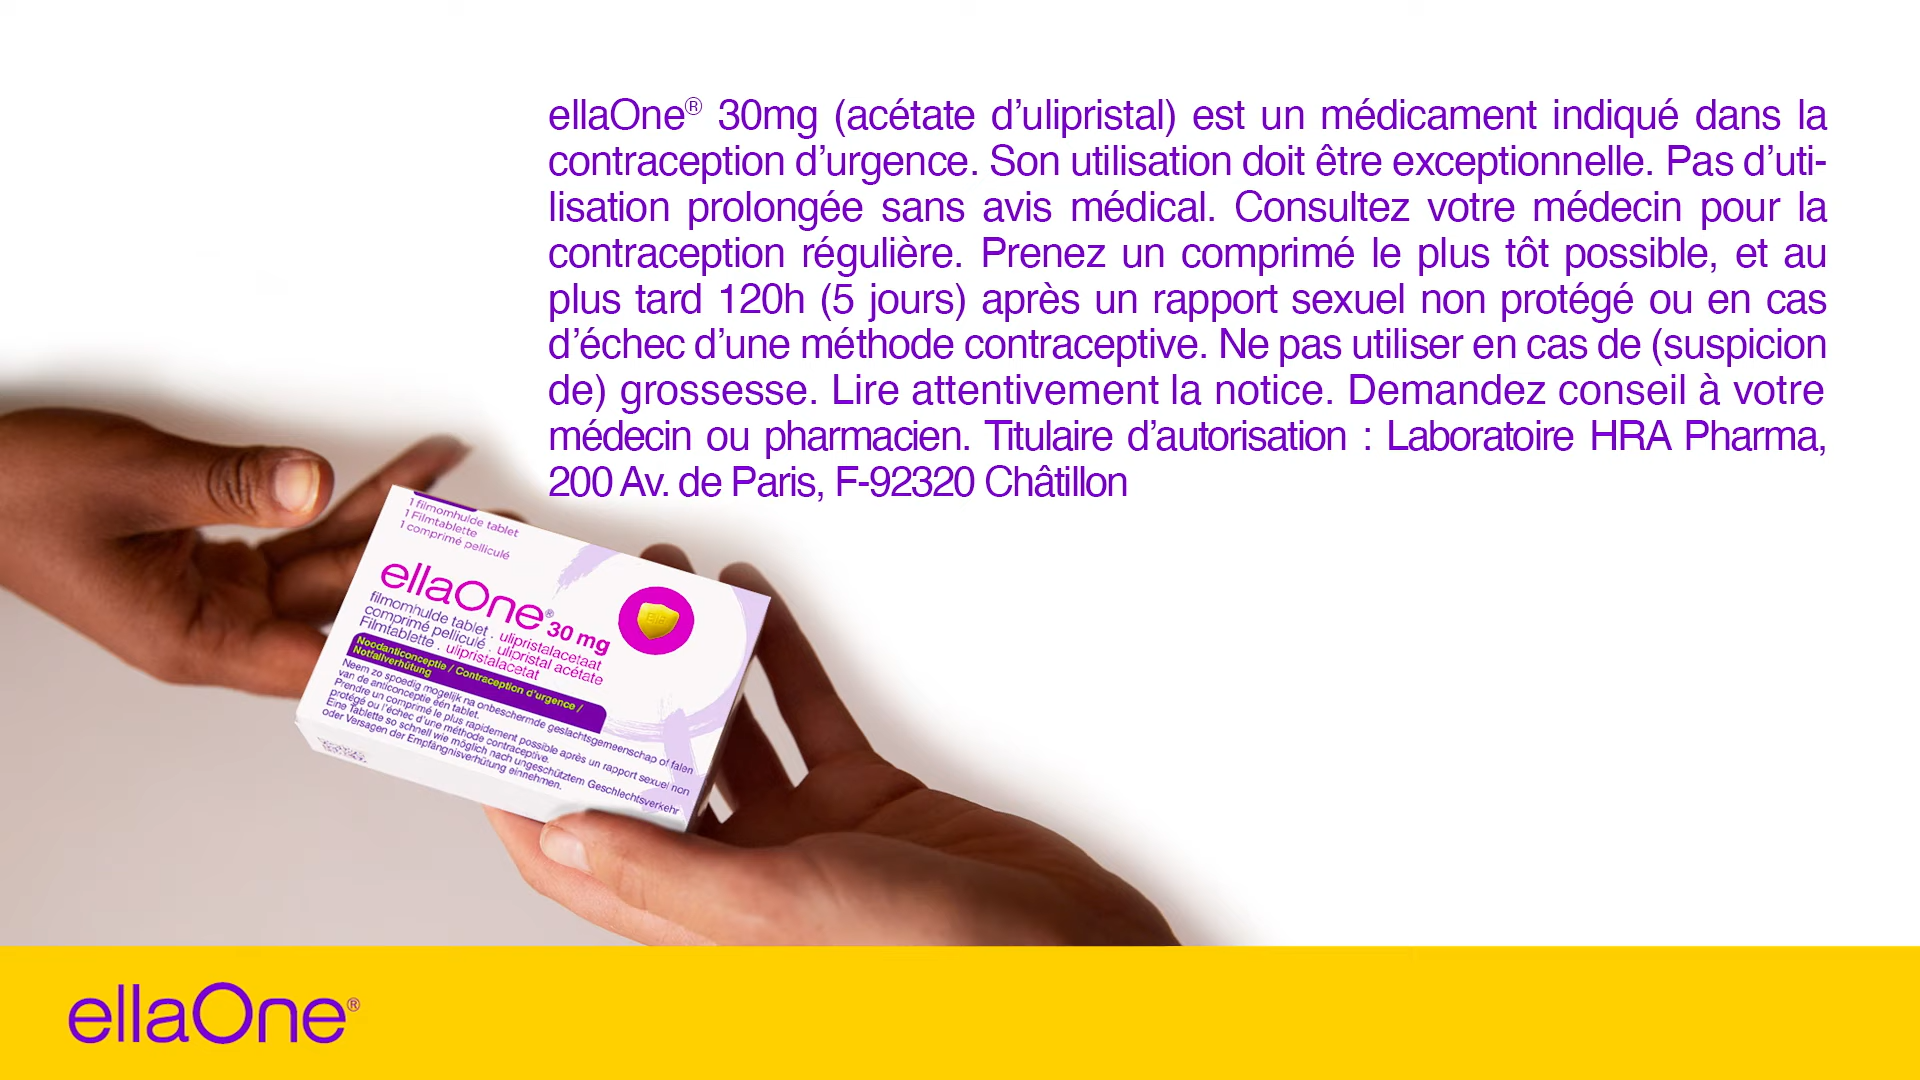 ellaOne® 30mg (acétate d’ulipristal) est un médicament indiqué dans la
contraception d’urgence. Son utilisation doit être exceptionnelle. Pas d’uti-
lisation prolongée sans avis médical. Consultez votre médecin pour la
contraception régulière. Prenez un comprimé le plus tôt possible, et au
plus tard 120h (5 jours) après un rapport sexuel non protégé ou en cas
d’échec d’une méthode contraceptive. Ne pas utiliser en cas de (suspicion
de) grossesse. Lire attentivement la notice. Demandez conseil à votre
médecin ou pharmacien. Titulaire d’autorisation : Laboratoire HRA Pharma,
200 Av. de Paris, F-92320 Châtillon
1 filmomhulde tablet
1 Filmtablette
1 comprimé pelliculé
ellaOne® 30 mg
filmomhulde tablet . ulipristalacetaat
comprimé pelliculé . ulipristal acétate
Filmtablette . ulipristalacetat
Noodanticonceptie / Contraception d’urgence /
Notfallverhütung
Neem zo spoedig mogelijk na onbeschermde geslachtsgemeenschap of falen
van de anticonceptie één tablet.
Prendre un comprimé le plus rapidement possible après un rapport sexuel non
protégé ou l’échec d’une méthode contraceptive.
Eine Tablette so schnell wie möglich nach ungeschütztem Geschlechtsverkehr
oder Versagen der Empfängnisverhütung einnehmen.
ellaOne®